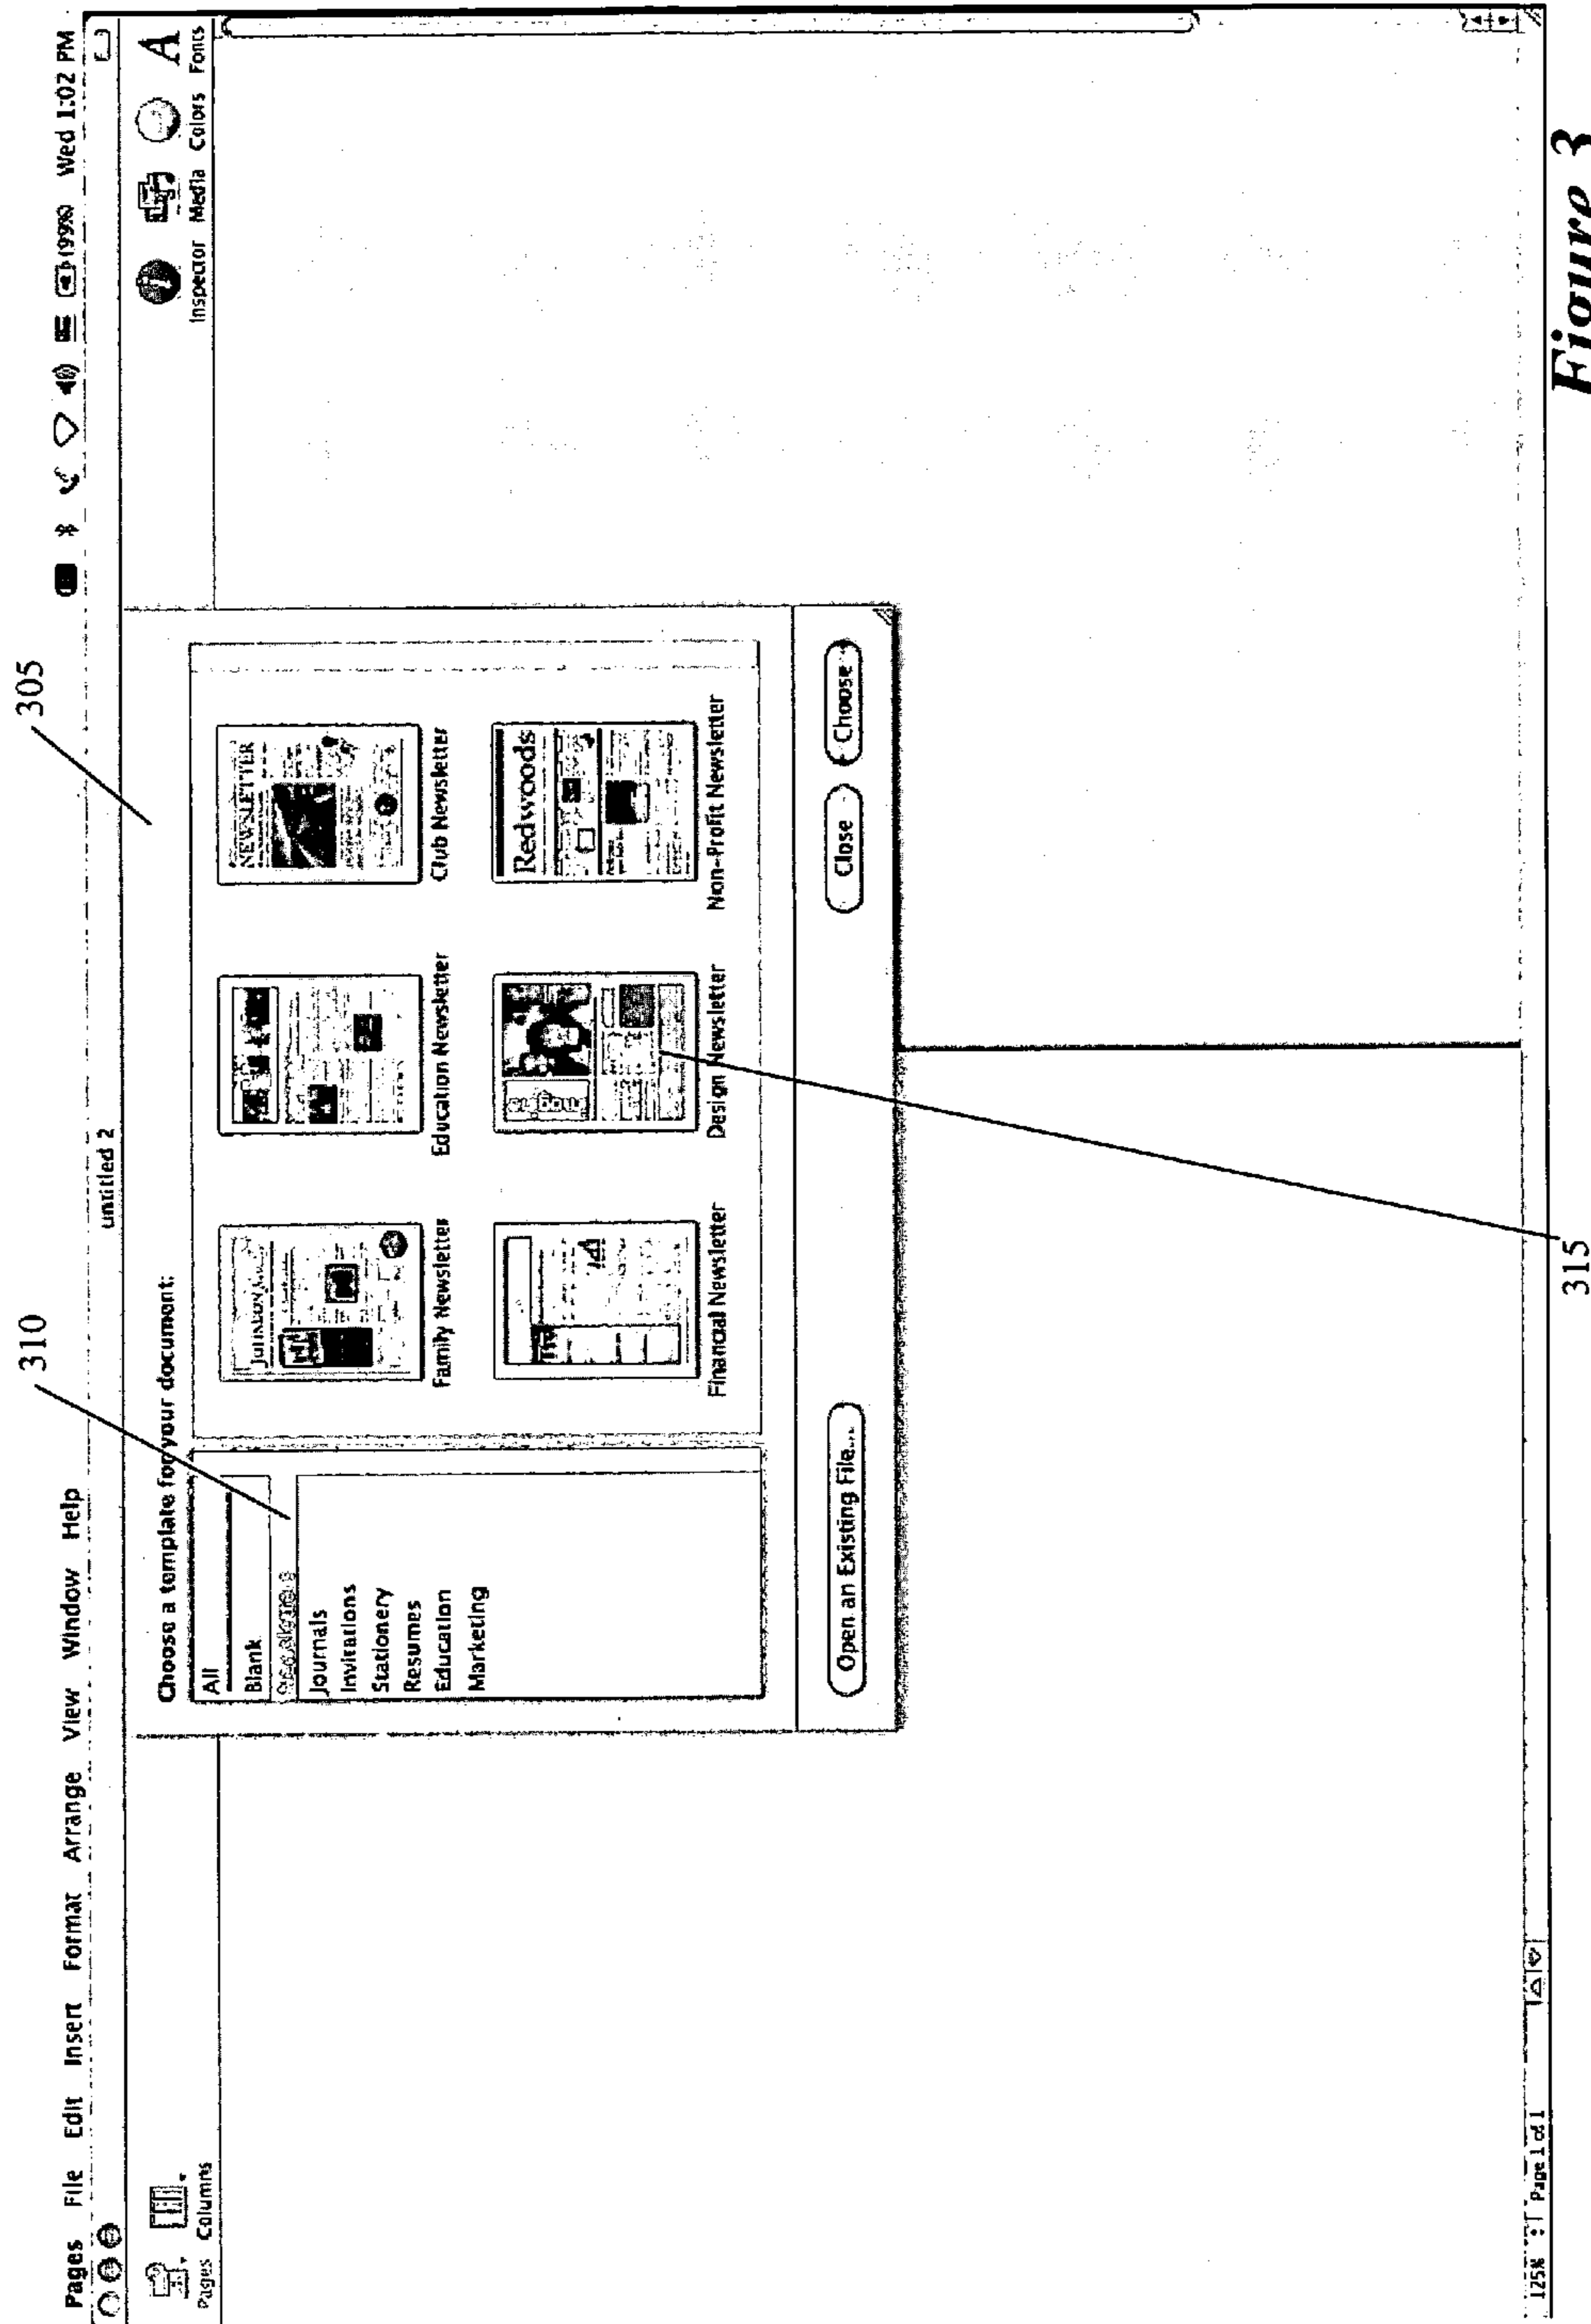 305
310
Pages File Edit Insert Format Arrange View Window Help (99%) Wed 1:02 PM
untitled 2
Pages Columns
Inspector Media Colors Fonts
Choose a template for your document:
All
Blank
Journals
Invitations
Stationery
Resumes
Education
Marketing
NEWSLETTER
Family Newsletter
Education Newsletter
Club Newsletter
Redwoods
Financial Newsletter
Design Newsletter
Non-Profit Newsletter
Open an Existing File...
Close
Choose
125% Page 1 of 1
315
Figure 3